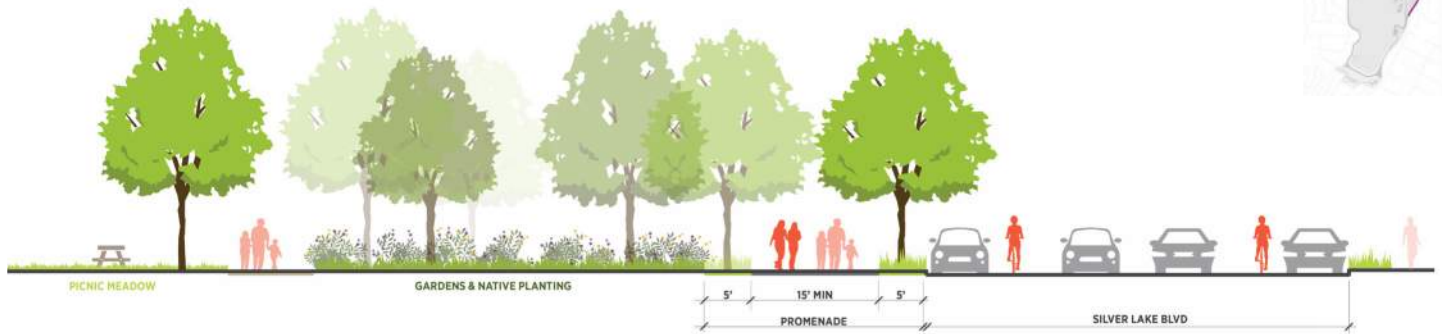 PICNIC MEADOW
GARDENS & NATIVE PLANTING
5'
15' MIN
5'
PROMENADE
SILVER LAKE BLVD